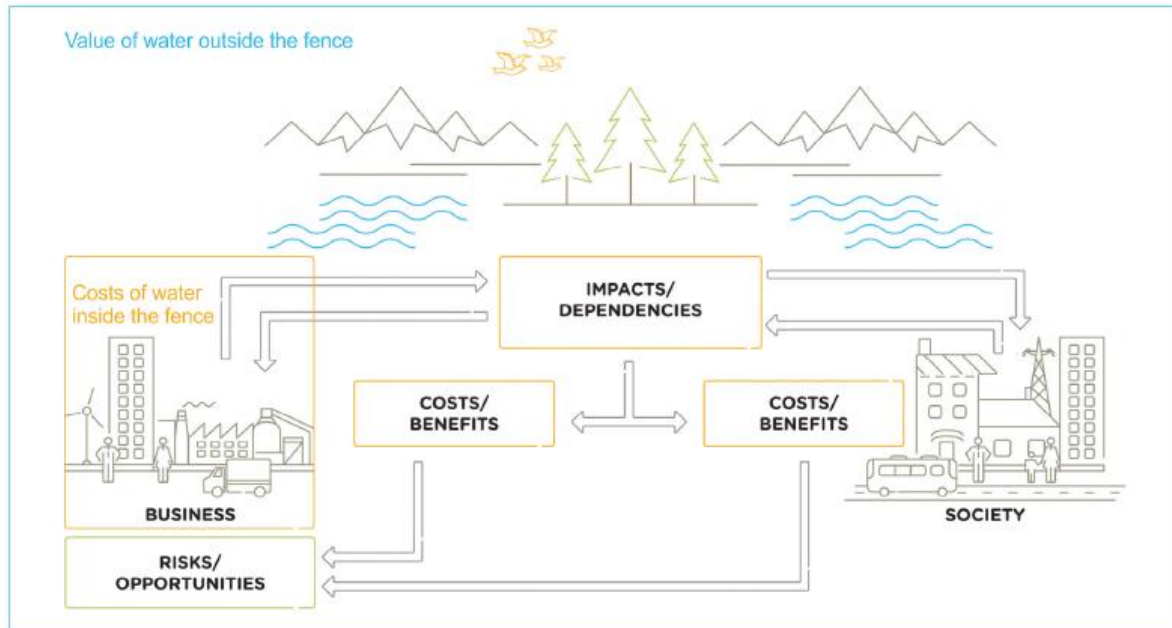 Value of water outside the fence
Costs of water
inside the fence
IMPACTS/
DEPENDENCIES
COSTS/
BENEFITS
COSTS/
BENEFITS
BUSINESS
SOCIETY
RISKS/
OPPORTUNITIES